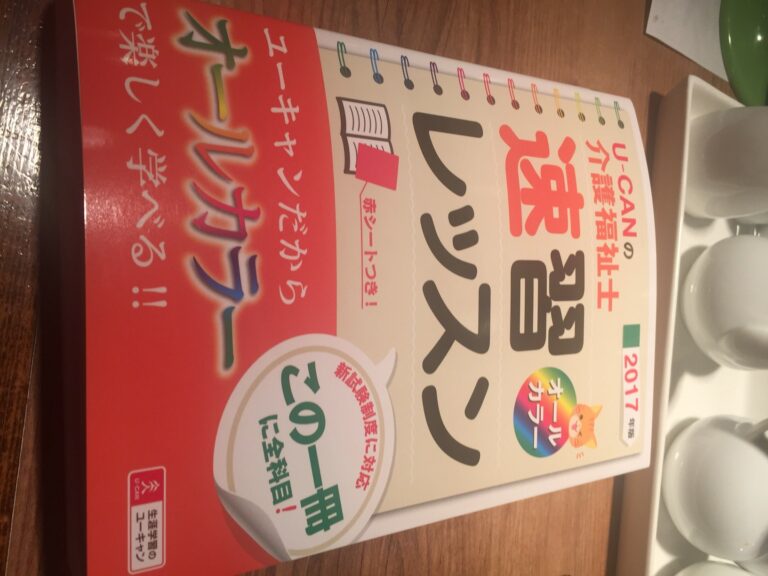 U-CANの
介護福祉士
2017年版
速習
レッスン
オール
カラー
赤シートつき!
新試験制度に対応
この一冊
に全科目!
ユーキャンだから
オールカラー
で楽しく学べる!!
U-CAN
生涯学習の
ユーキャン